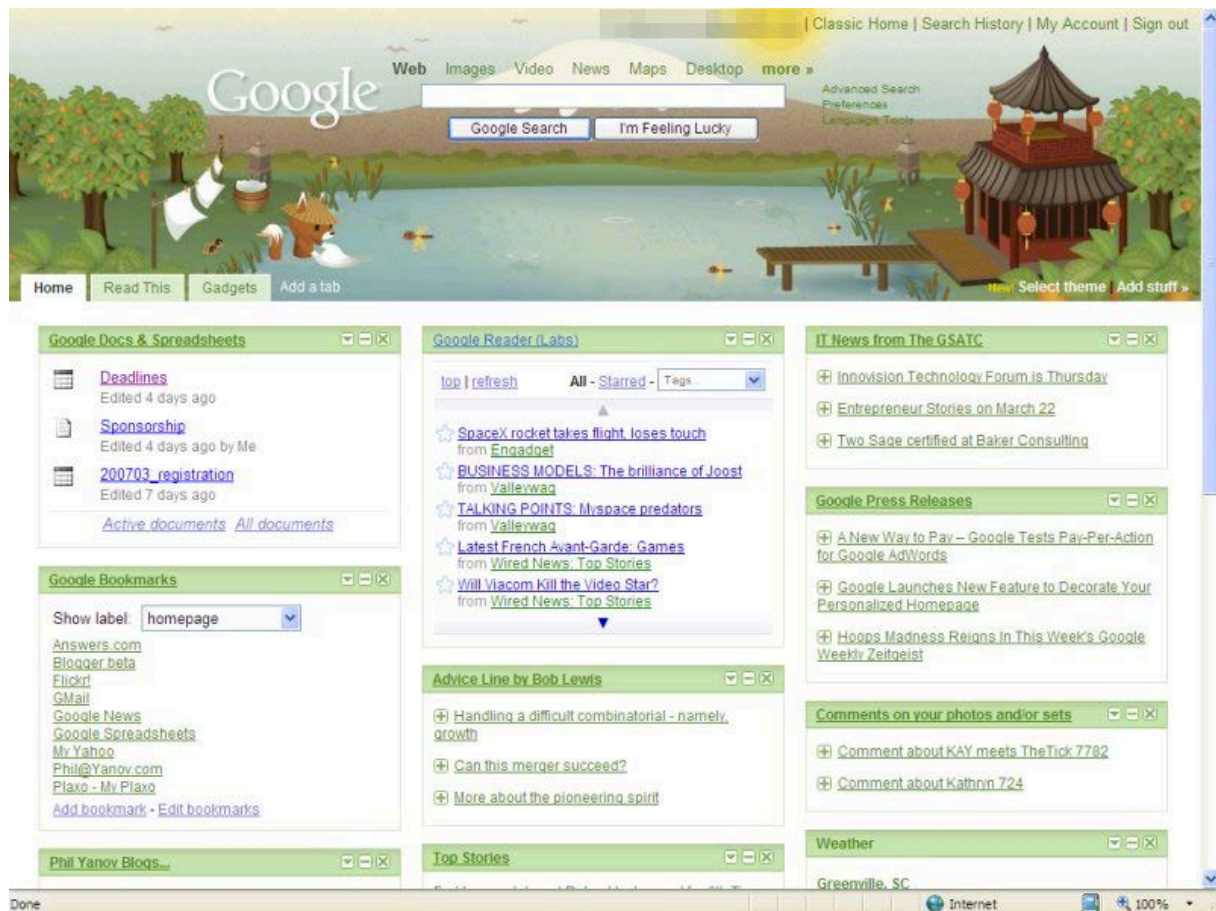 | Classic Home | Search History | My Account | Sign out
Google
Web Images Video News Maps Desktop more »
Advanced Search
Preferences
Language Tools
Google Search I'm Feeling Lucky
Home Read This Gadgets Add a tab
New! Select theme | Add stuff »
Google Docs & Spreadsheets
Deadlines
Edited 4 days ago
Sponsorship
Edited 4 days ago by Me
200703_registration
Edited 7 days ago
Active documents All documents
Google Bookmarks
Show label: homepage
Answers.com
Blogger beta
Flickr!
GMail
Google News
Google Spreadsheets
My Yahoo
Phil@Yanov.com
Plaxo - My Plaxo
Add bookmark - Edit bookmarks
Phil Yanov Blogs...
Google Reader (Labs)
top | refresh All - Starred - Tags...
SpaceX rocket takes flight, loses touch
from Engadget
BUSINESS MODELS: The brilliance of Joost
from Valleywag
TALKING POINTS: Myspace predators
from Valleywag
Latest French Avant-Garde: Games
from Wired News: Top Stories
Will Viacom Kill the Video Star?
from Wired News: Top Stories
Advice Line by Bob Lewis
Handling a difficult combinatorial - namely,
growth
Can this merger succeed?
More about the pioneering spirit
Top Stories
IT News from The GSATC
Innovision Technology Forum is Thursday
Entrepreneur Stories on March 22
Two Sage certified at Baker Consulting
Google Press Releases
A New Way to Pay – Google Tests Pay-Per-Action
for Google AdWords
Google Launches New Feature to Decorate Your
Personalized Homepage
Hoops Madness Reigns In This Week's Google
Weekly Zeitgeist
Comments on your photos and/or sets
Comment about KAY meets TheTick 7782
Comment about Kathryn 724
Weather
Greenville, SC
Done Internet 100%